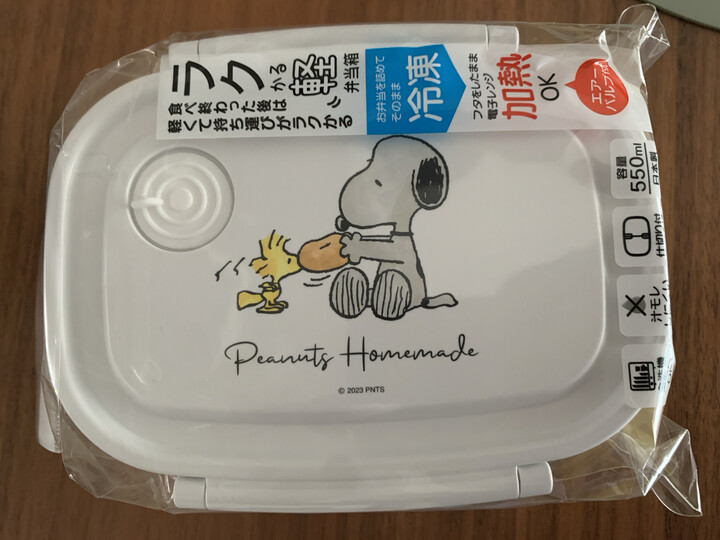 ラクかる軽弁当箱
食べ終わった後は
軽くて持ち運びがラクかる
お弁当を詰めて
そのまま
冷凍
フタをしたまま
電子レンジ
加熱
OK
エアー
バルブ付
容量
550ml
日本製
仕切り付
汁モレ
Peanuts Homemade
© 2023 PNTS